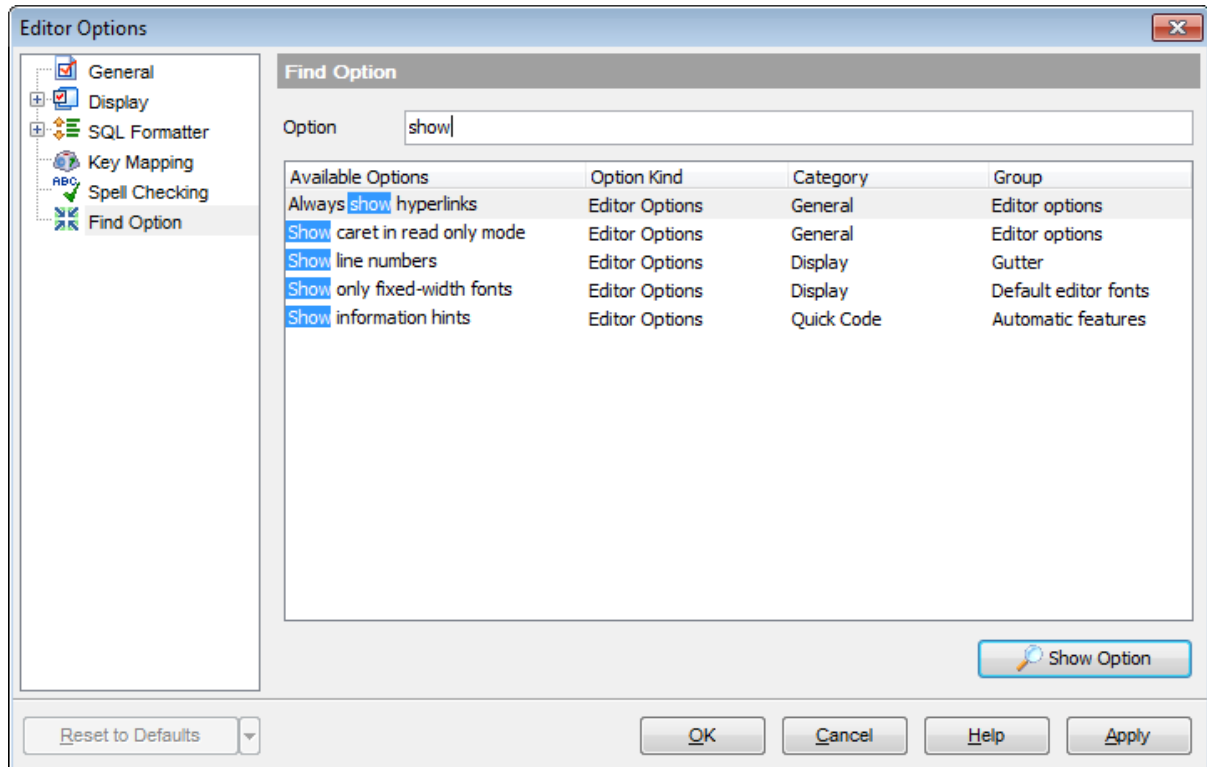 Editor Options
General
Display
SQL Formatter
Key Mapping
ABC
Spell Checking
Find Option
Find Option
Option show
Available Options Option Kind Category Group
Always show hyperlinks Editor Options General Editor options
Show caret in read only mode Editor Options General Editor options
Show line numbers Editor Options Display Gutter
Show only fixed-width fonts Editor Options Display Default editor fonts
Show information hints Editor Options Quick Code Automatic features
Show Option
Reset to Defaults OK Cancel Help Apply